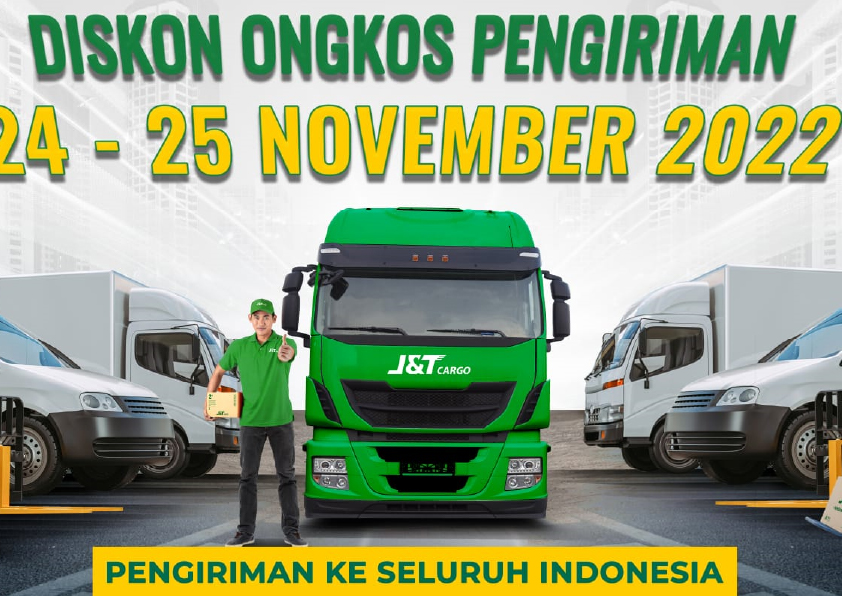 DISKON ONGKOS PENGIRIMAN
24 - 25 NOVEMBER 2022
J&T CARGO
PENGIRIMAN KE SELURUH INDONESIA